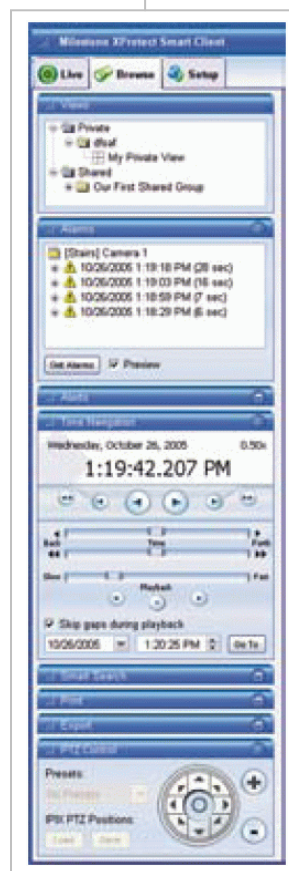 Milestone XProtect Smart Client
Live Browse Setup
Views
Private
dfsaf
My Private View
Shared
Our First Shared Group
Alarms
[Stairs] Camera 1
10/26/2005 1:19:18 PM (28 sec)
10/26/2005 1:19:03 PM (16 sec)
10/26/2005 1:18:59 PM (7 sec)
10/26/2005 1:18:29 PM (6 sec)
Get Alarms Preview
Alerts
Time Navigation
Wednesday, October 26, 2005 0.50x
1:19:42.207 PM
Back Time Forth
Slow Fast
Playback
Skip gaps during playback
10/26/2005 1:20:25 PM Go To
Smart Search
Print
Export
PTZ Control
Presets:
No Presets
IPIX PTZ Positions:
Load Save